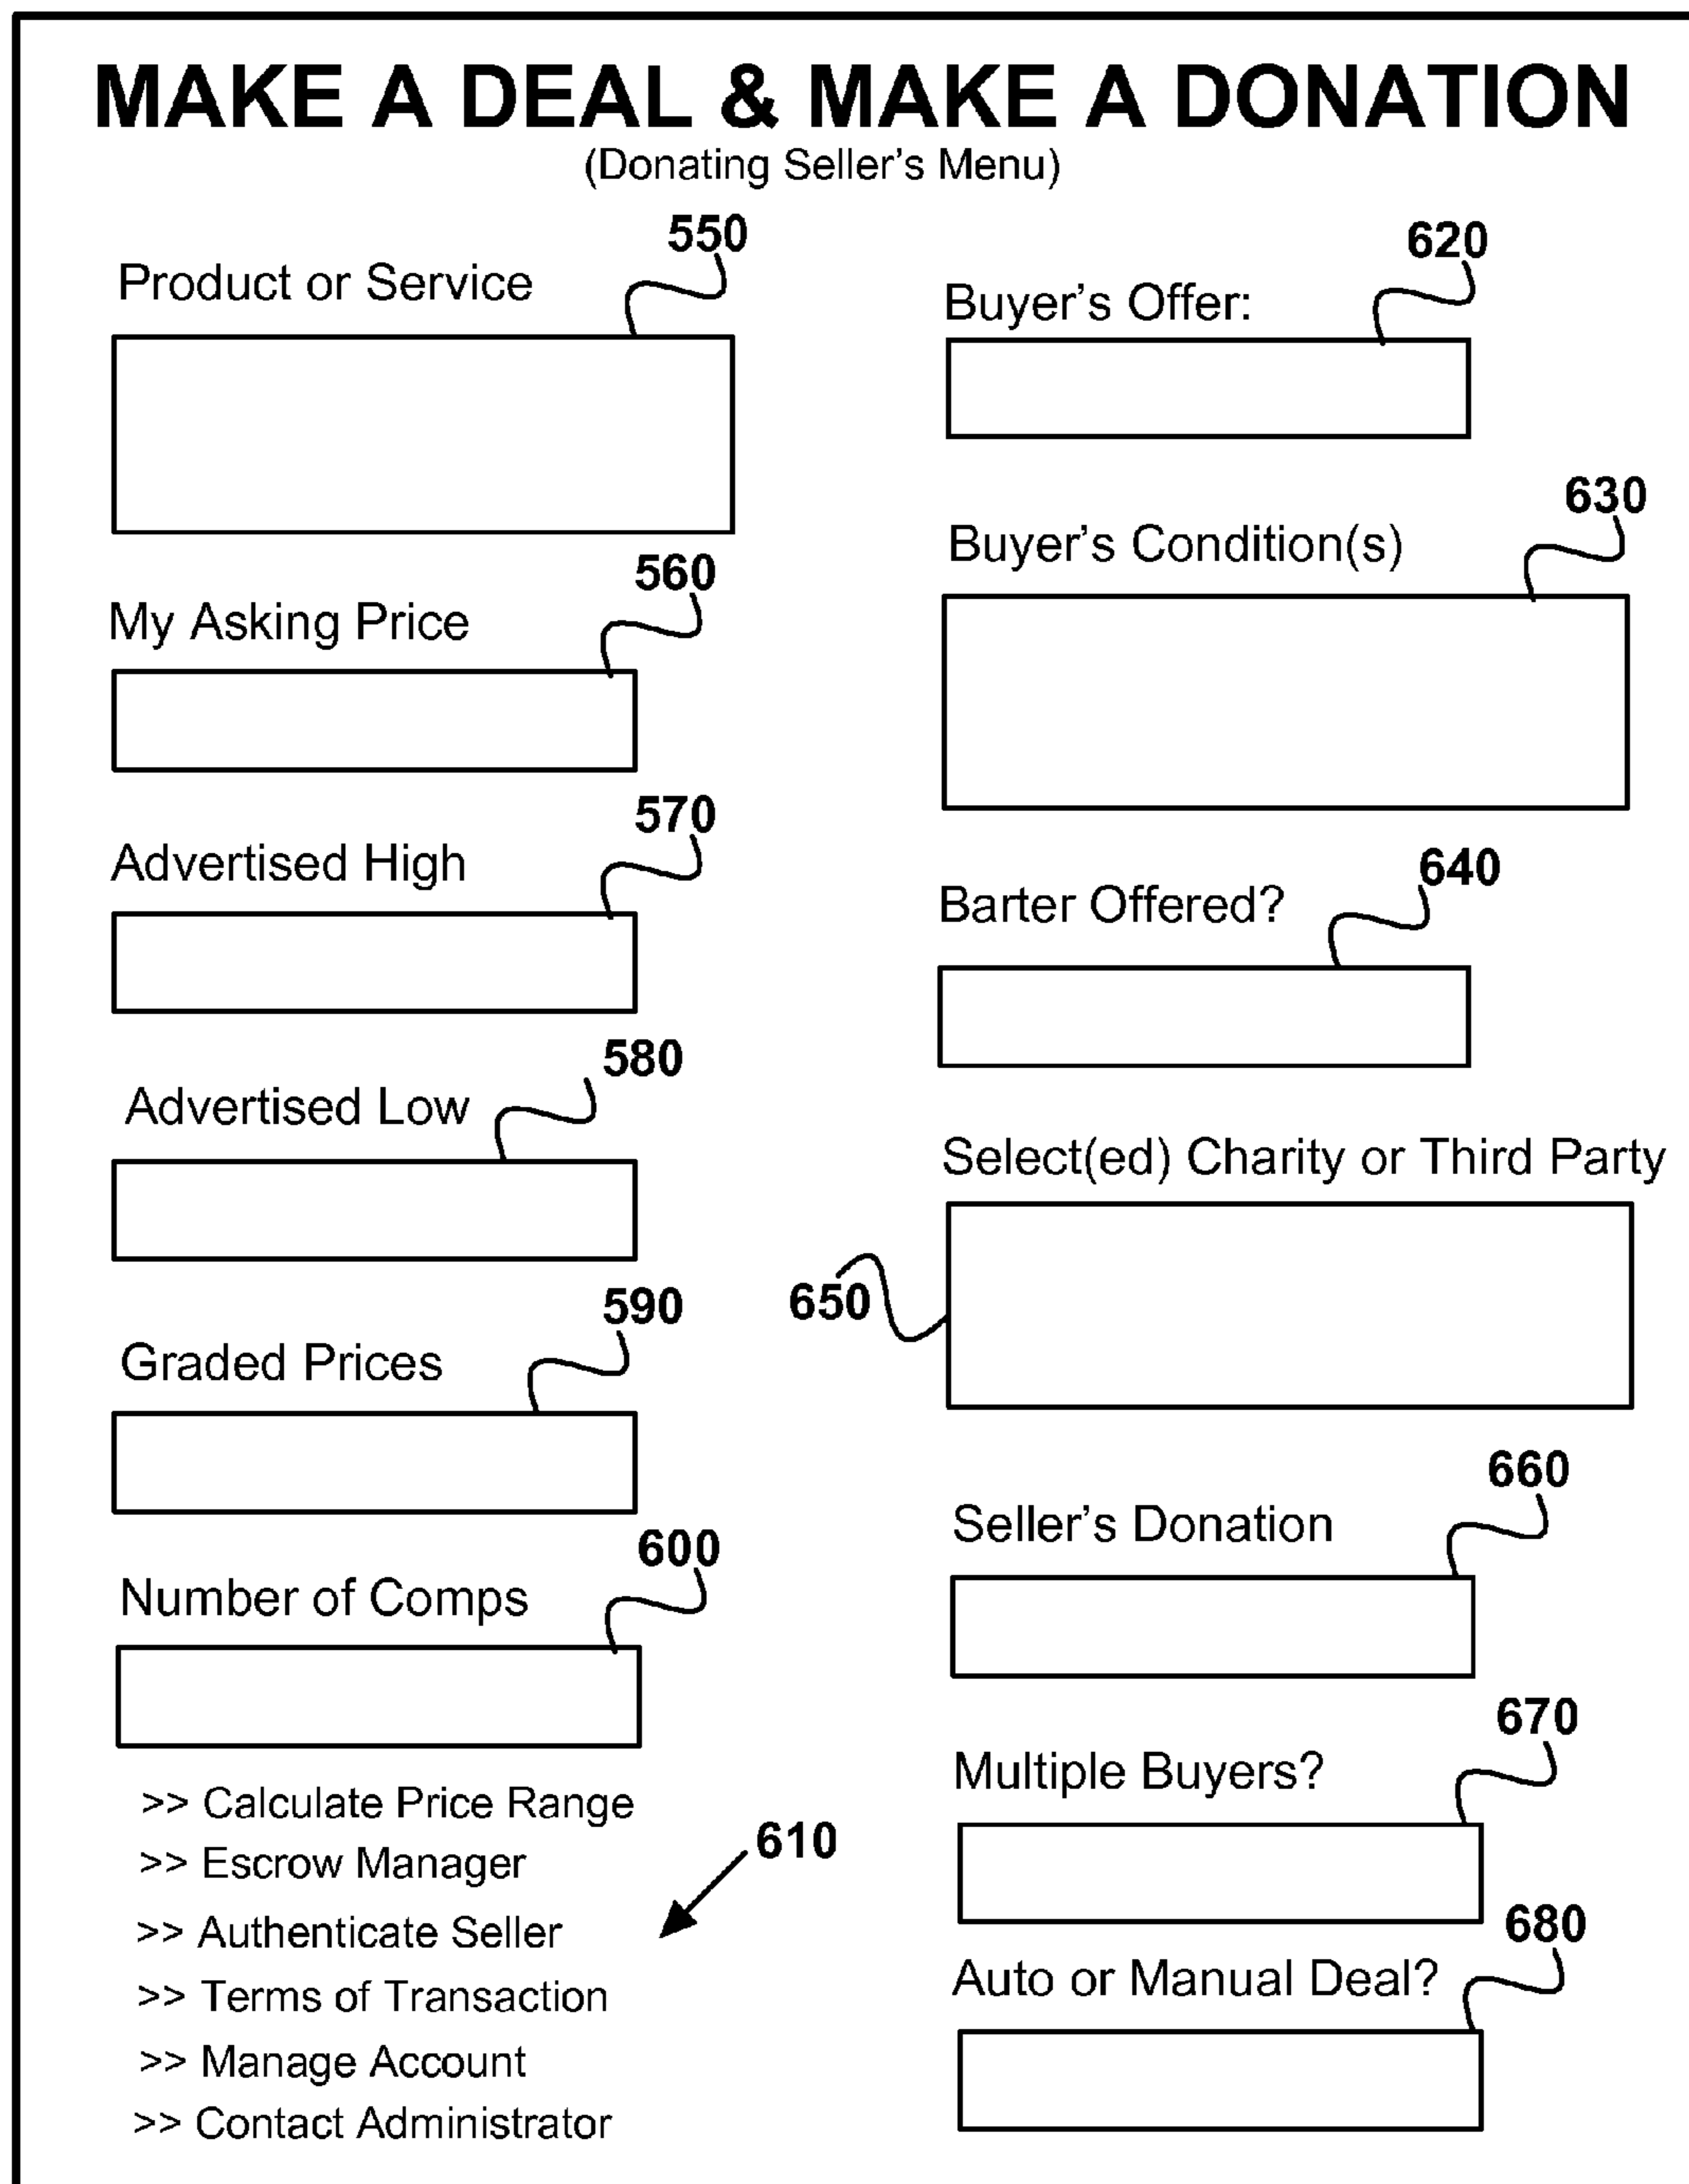 MAKE A DEAL & MAKE A DONATION
(Donating Seller's Menu)
550
Product or Service
560
My Asking Price
570
Advertised High
580
Advertised Low
590
Graded Prices
600
Number of Comps
>> Calculate Price Range
>> Escrow Manager
610
>> Authenticate Seller
>> Terms of Transaction
>> Manage Account
>> Contact Administrator
620
Buyer's Offer:
630
Buyer's Condition(s)
640
Barter Offered?
Select(ed) Charity or Third Party
650
660
Seller's Donation
670
Multiple Buyers?
680
Auto or Manual Deal?